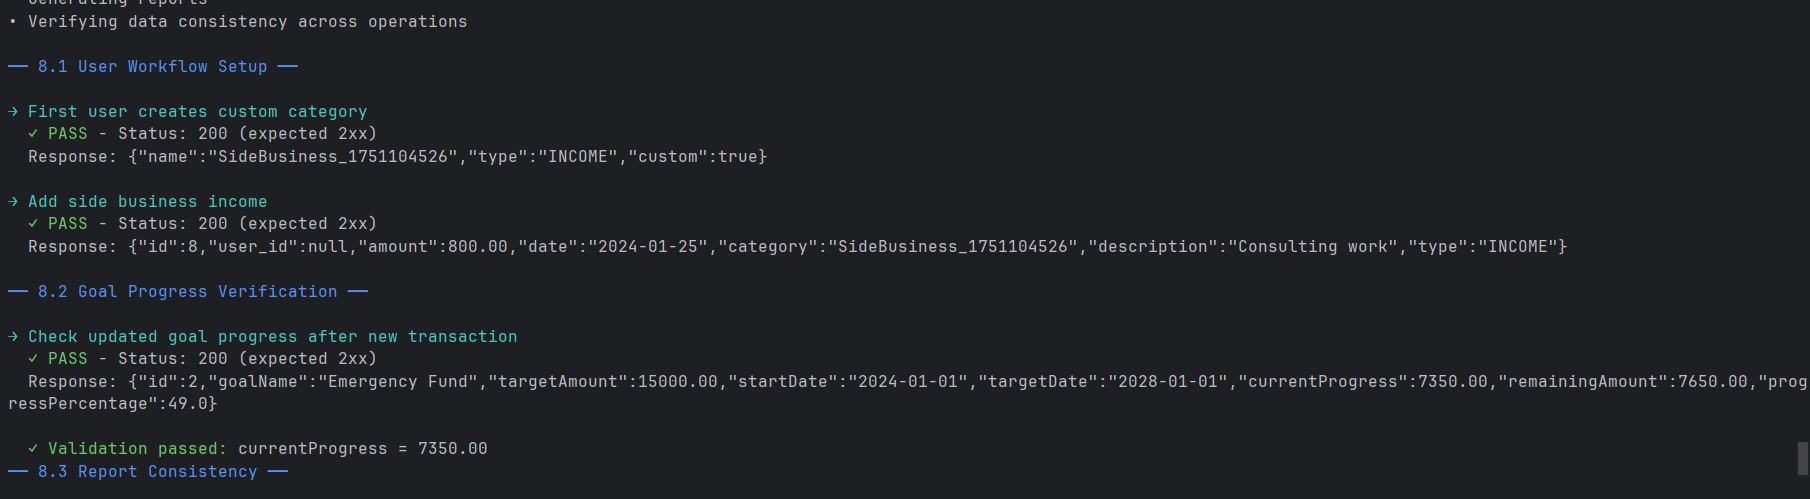 Generating reports
• Verifying data consistency across operations
── 8.1 User Workflow Setup ──
→ First user creates custom category
✓ PASS - Status: 200 (expected 2xx)
Response: {"name":"SideBusiness_1751104526","type":"INCOME","custom":true}
→ Add side business income
✓ PASS - Status: 200 (expected 2xx)
Response: {"id":8,"user_id":null,"amount":800.00,"date":"2024-01-25","category":"SideBusiness_1751104526","description":"Consulting work","type":"INCOME"}
── 8.2 Goal Progress Verification ──
→ Check updated goal progress after new transaction
✓ PASS - Status: 200 (expected 2xx)
Response: {"id":2,"goalName":"Emergency Fund","targetAmount":15000.00,"startDate":"2024-01-01","targetDate":"2028-01-01","currentProgress":7350.00,"remainingAmount":7650.00,"prog
ressPercentage":49.0}
✓ Validation passed: currentProgress = 7350.00
── 8.3 Report Consistency ──